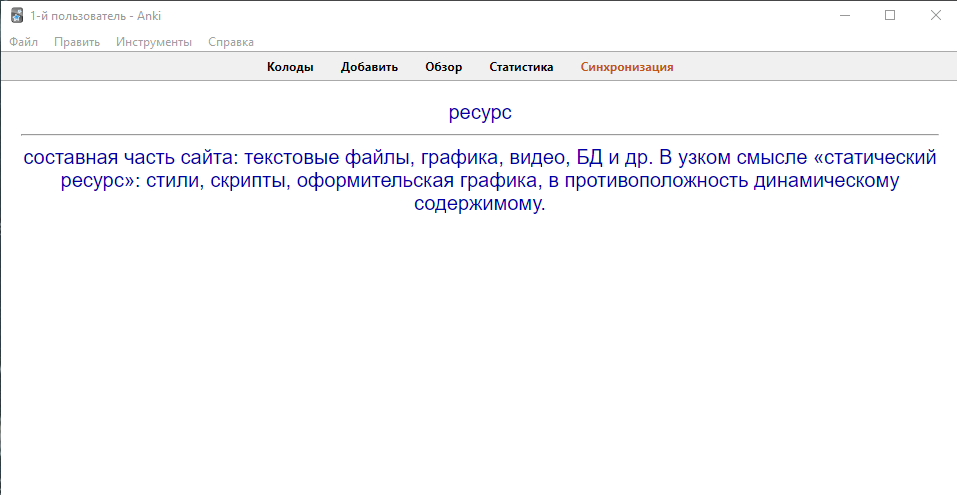 1-й пользователь - Anki
Файл Править Инструменты Справка
Колоды Добавить Обзор Статистика Синхронизация
ресурс
составная часть сайта: текстовые файлы, графика, видео, БД и др. В узком смысле «статический
ресурс»: стили, скрипты, оформительская графика, в противоположность динамическому
содержимому.